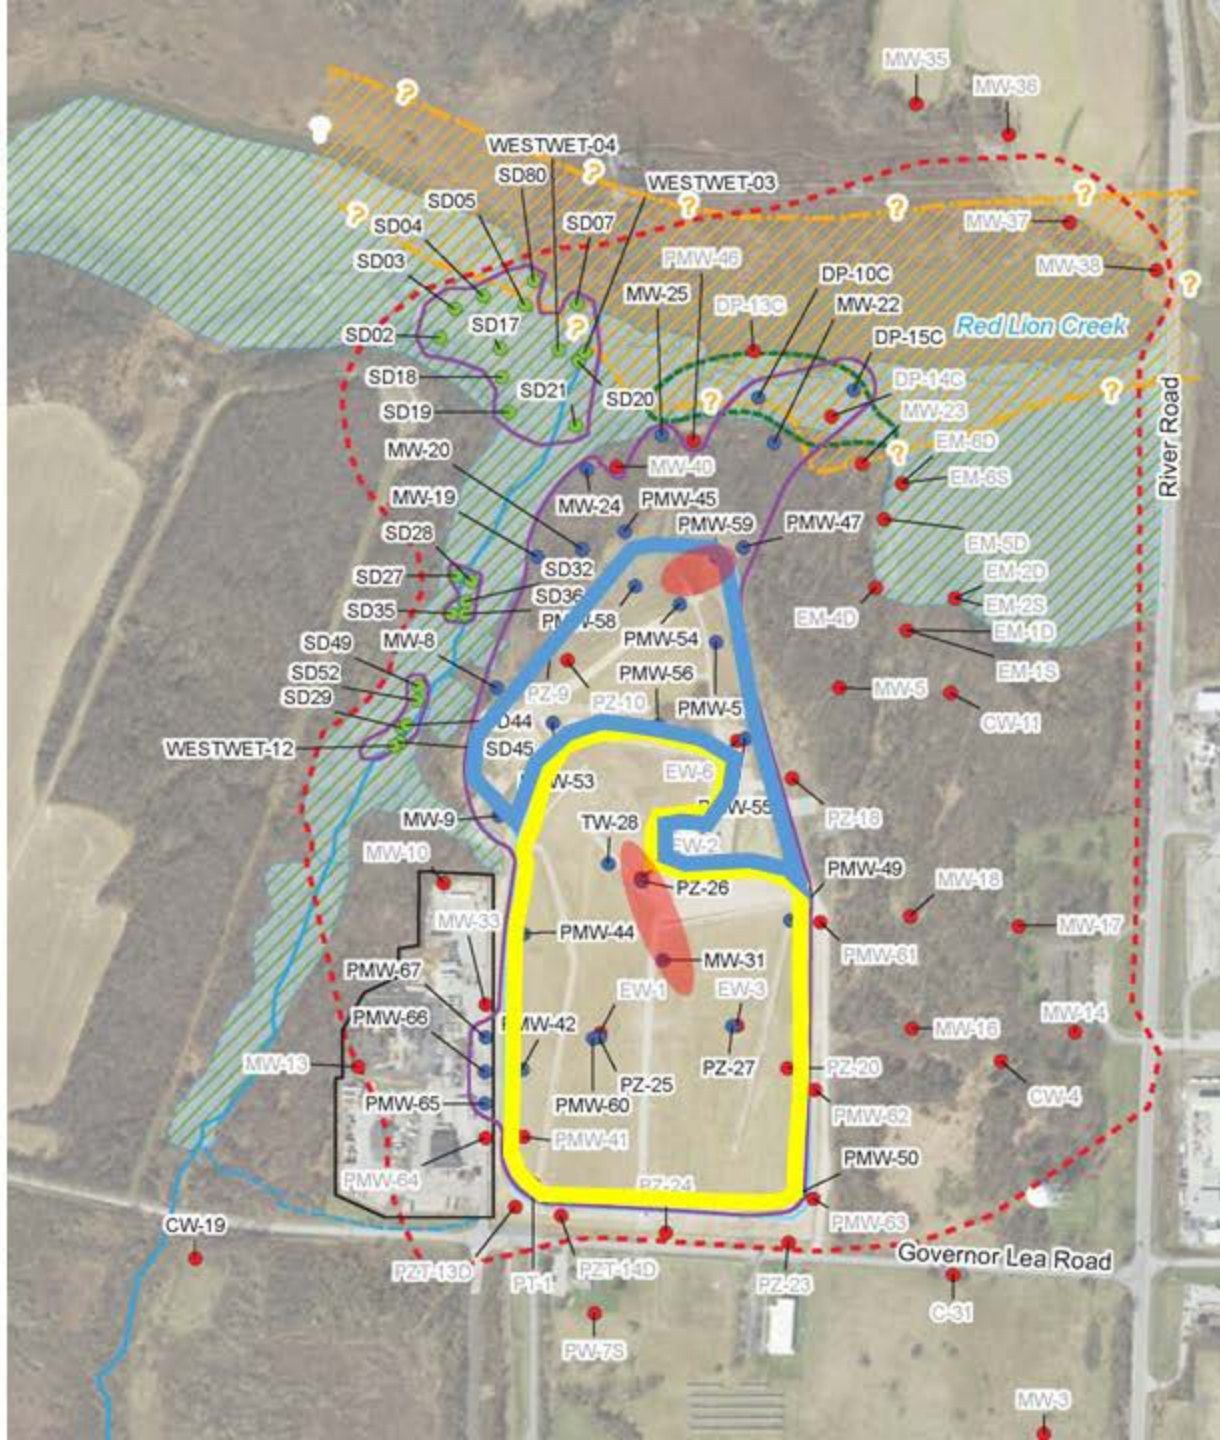 MW-35
MW-36
?
WESTWET-04
?
SD80
WESTWET-03
?
SD05
?
?
SD04
?
SD07
MW-37
SD03
PMW-46
DP-10C
MW-38
MW-25
DP-13C
MW-22
?
SD02
SD17
?
Red Lion Creek
DP-15C
SD18
DP-14C
SD21
SD20
?
?
SD19
MW-23
River Road
MW-20
EM-6D
?
MW-40
EM-6S
MW-19
MW-24
PMW-45
PMW-59
PMW-47
SD28
EM-5D
SD27
SD32
EM-2D
SD36
EM-2S
SD35
PMW-58
EM-4D
EM-1D
SD49
MW-8
PMW-54
EM-1S
SD52
PMW-56
SD29
PZ-9
PZ-10
MW-5
PMW-5
CW-11
D44
WESTWET-12
SD45
EW-6
W-53
W-55
MW-9
TW-28
PZ-18
EW-2
MW-10
PMW-49
PZ-26
MW-18
MW-33
PMW-44
MW-17
MW-31
PMW-61
PMW-67
EW-1
EW-3
PMW-66
MW-42
MW-14
MW-16
MW-13
PZ-27
PZ-20
PZ-25
CW-4
PMW-65
PMW-60
PMW-62
PMW-41
PMW-50
PMW-64
PZ-24
CW-19
PMW-63
Governor Lea Road
PZT-13D
PZT-14D
PT-1
PZ-23
C-31
PW-7S
MW-3